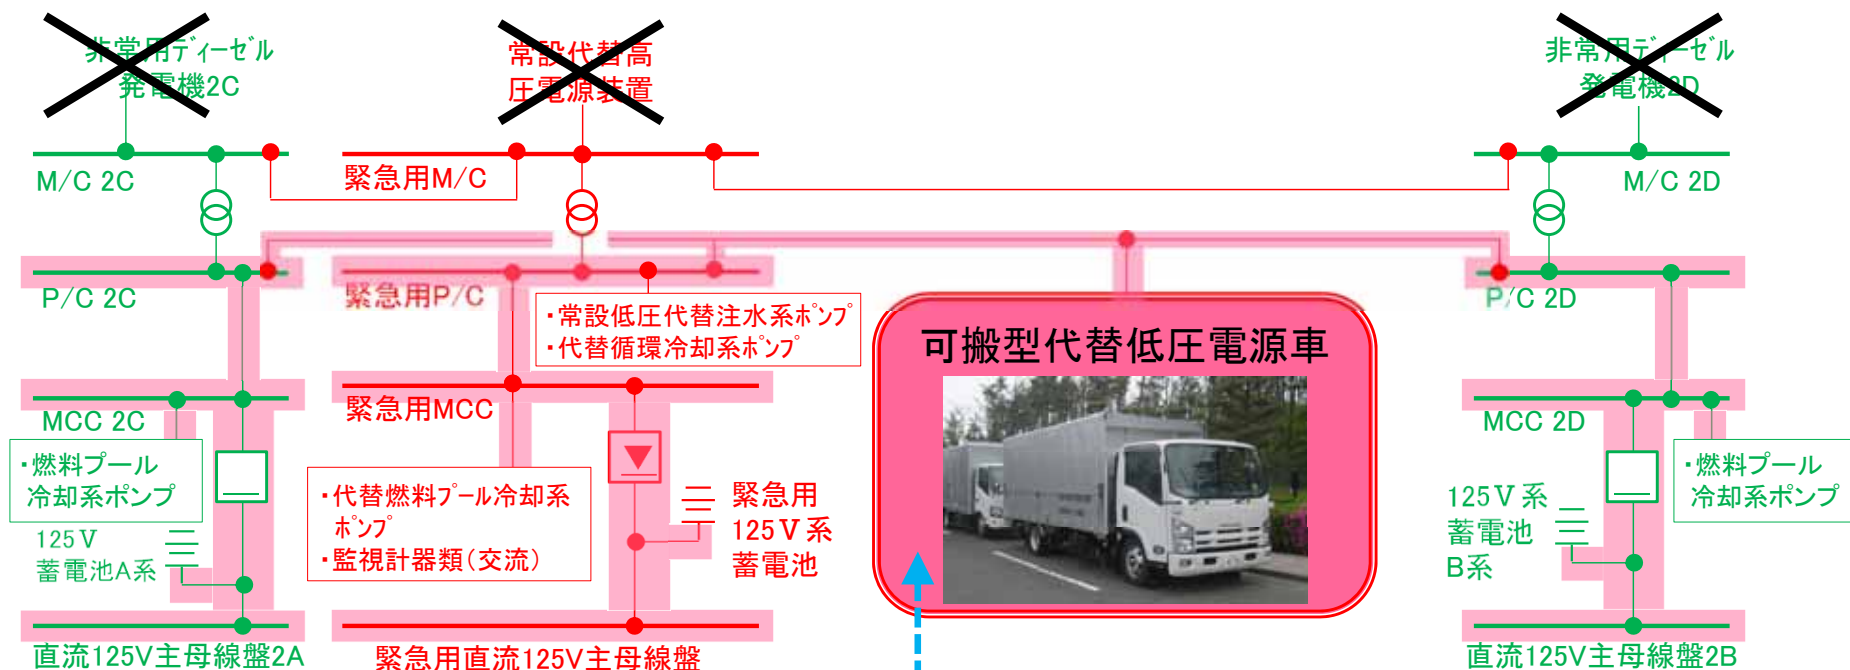 非常用ディーゼル
発電機2C
常設代替高
圧電源装置
非常用ディーゼル
発電機2D
M/C 2C
緊急用M/C
M/C 2D
P/C 2C
緊急用P/C
P/C 2D
・常設低圧代替注水系ポンプ
・代替循環冷却系ポンプ
可搬型代替低圧電源車
MCC 2C
緊急用MCC
MCC 2D
・燃料プール
冷却系ポンプ
・代替燃料プール冷却系
ポンプ
・監視計器類(交流)
緊急用
125V系
蓄電池
125V系
蓄電池
B系
・燃料プール
冷却系ポンプ
125V
蓄電池A系
直流125V主母線盤2A
緊急用直流125V主母線盤
直流125V主母線盤2B